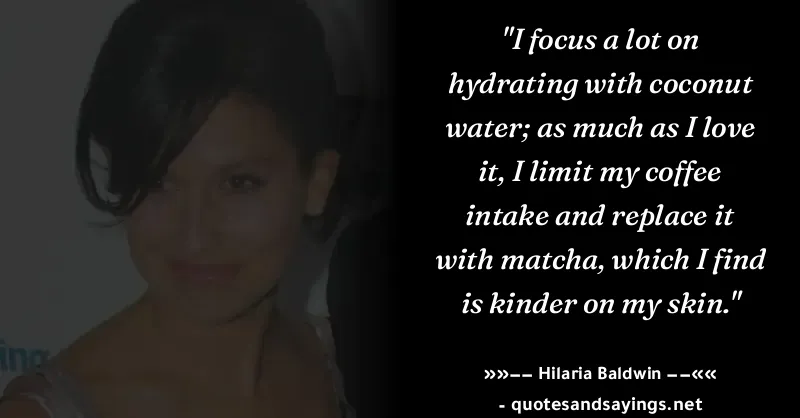 "I focus a lot on
hydrating with coconut
water; as much as I love
it, I limit my coffee
intake and replace it
with matcha, which I find
is kinder on my skin."
»»–– Hilaria Baldwin ––««
- quotesandsayings.net
ing